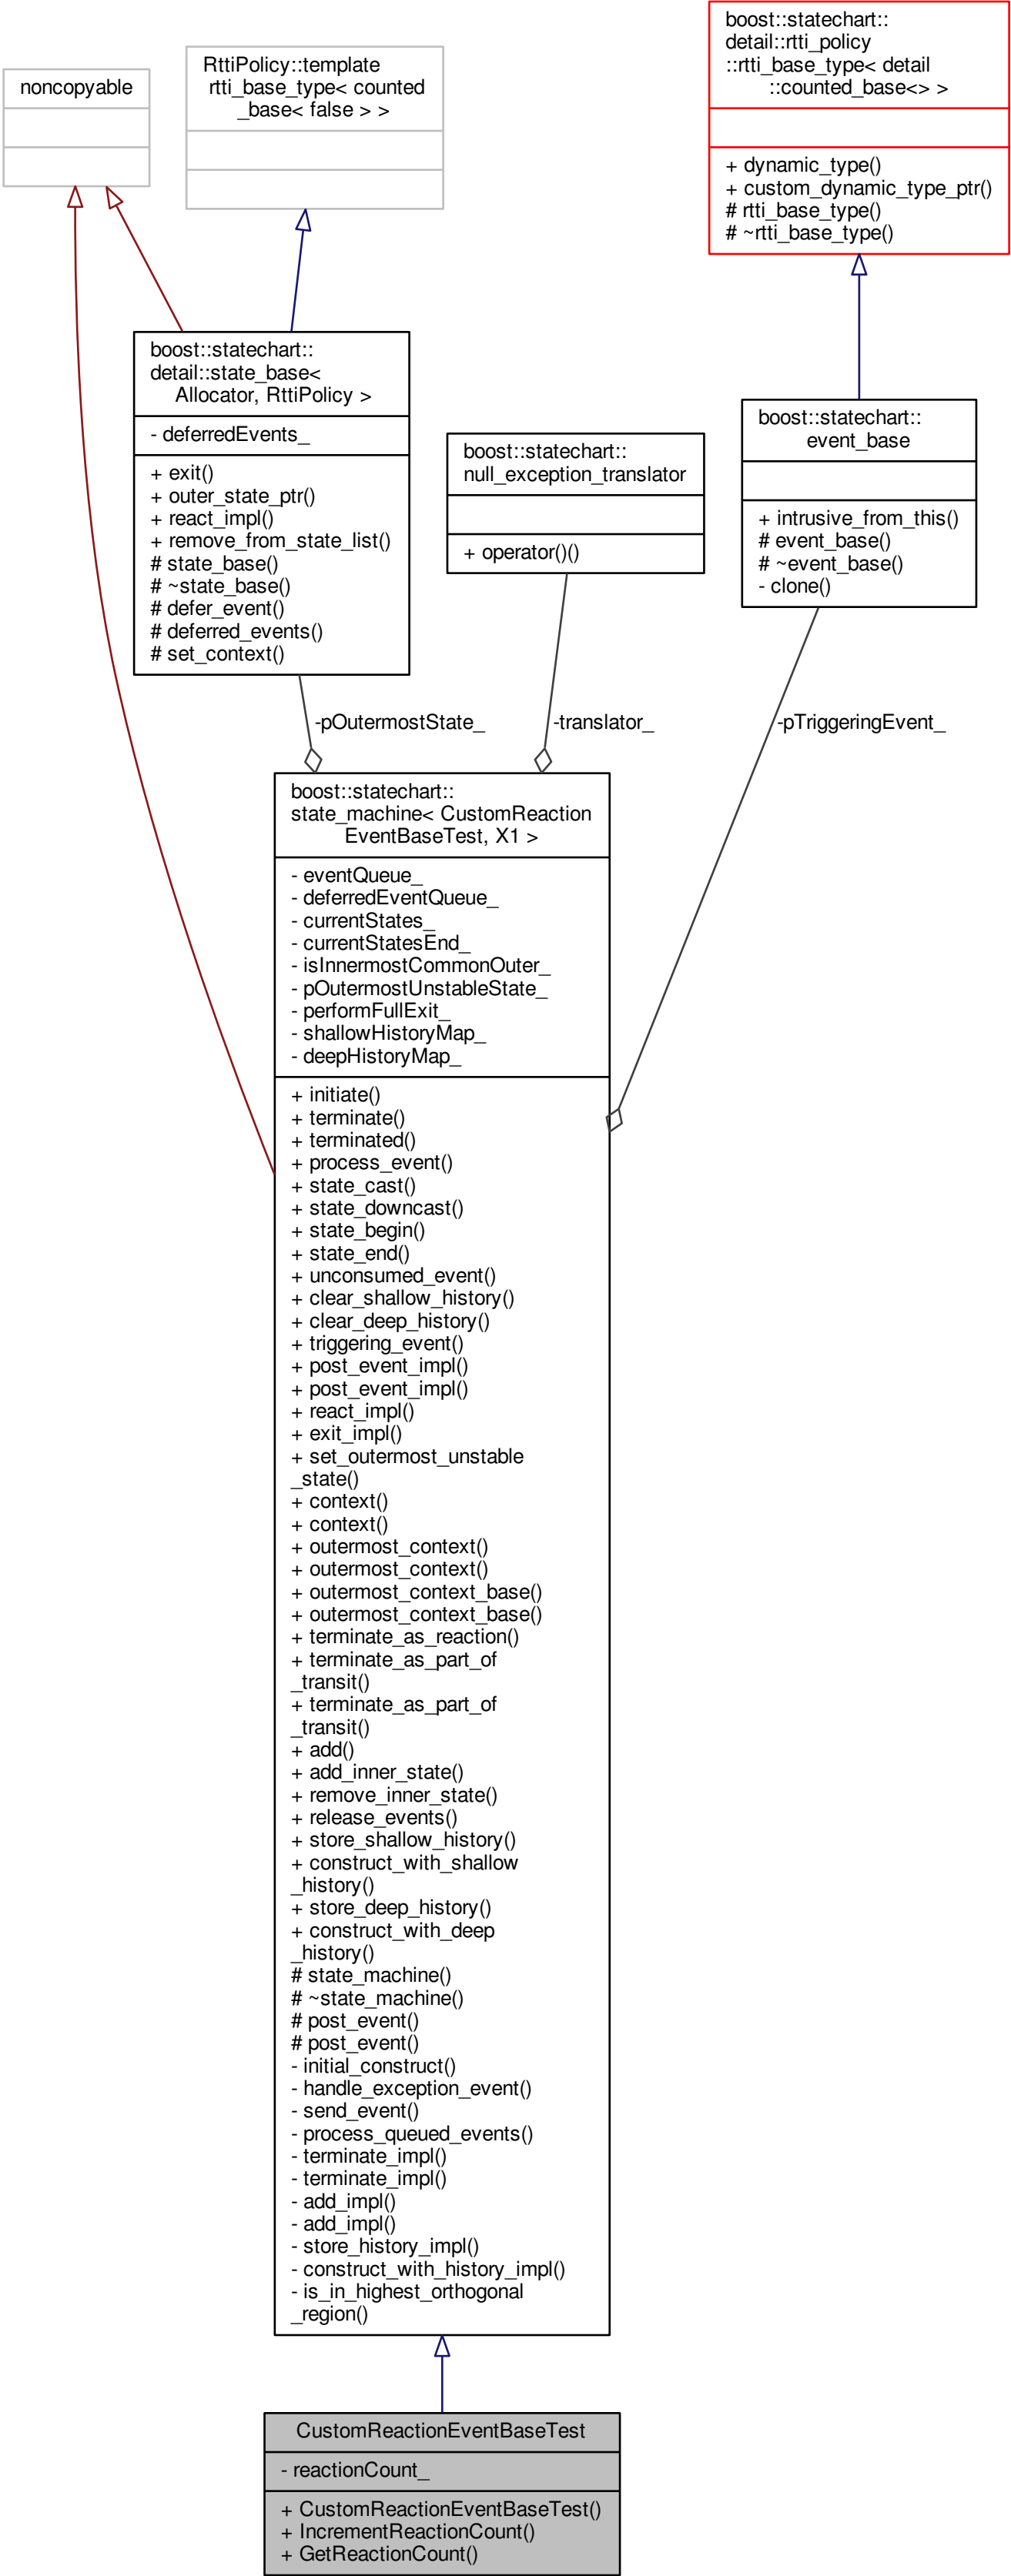 noncopyable
RttiPolicy::template
rtti_base_type< counted
_base< false > >
boost::statechart::
detail::rtti_policy
::rtti_base_type< detail
::counted_base<> >
+ dynamic_type()
+ custom_dynamic_type_ptr()
# rtti_base_type()
# ~rtti_base_type()
boost::statechart::
detail::state_base<
Allocator, RttiPolicy >
- deferredEvents_
+ exit()
+ outer_state_ptr()
+ react_impl()
+ remove_from_state_list()
# state_base()
# ~state_base()
# defer_event()
# deferred_events()
# set_context()
boost::statechart::
null_exception_translator
+ operator()()
boost::statechart::
event_base
+ intrusive_from_this()
# event_base()
# ~event_base()
- clone()
-pOutermostState_
-translator_
-pTriggeringEvent_
boost::statechart::
state_machine< CustomReaction
EventBaseTest, X1 >
- eventQueue_
- deferredEventQueue_
- currentStates_
- currentStatesEnd_
- isInnermostCommonOuter_
- pOutermostUnstableState_
- performFullExit_
- shallowHistoryMap_
- deepHistoryMap_
+ initiate()
+ terminate()
+ terminated()
+ process_event()
+ state_cast()
+ state_downcast()
+ state_begin()
+ state_end()
+ unconsumed_event()
+ clear_shallow_history()
+ clear_deep_history()
+ triggering_event()
+ post_event_impl()
+ post_event_impl()
+ react_impl()
+ exit_impl()
+ set_outermost_unstable
_state()
+ context()
+ context()
+ outermost_context()
+ outermost_context()
+ outermost_context_base()
+ outermost_context_base()
+ terminate_as_reaction()
+ terminate_as_part_of
_transit()
+ terminate_as_part_of
_transit()
+ add()
+ add_inner_state()
+ remove_inner_state()
+ release_events()
+ store_shallow_history()
+ construct_with_shallow
_history()
+ store_deep_history()
+ construct_with_deep
_history()
# state_machine()
# ~state_machine()
# post_event()
# post_event()
- initial_construct()
- handle_exception_event()
- send_event()
- process_queued_events()
- terminate_impl()
- terminate_impl()
- add_impl()
- add_impl()
- store_history_impl()
- construct_with_history_impl()
- is_in_highest_orthogonal
_region()
CustomReactionEventBaseTest
- reactionCount_
+ CustomReactionEventBaseTest()
+ IncrementReactionCount()
+ GetReactionCount()